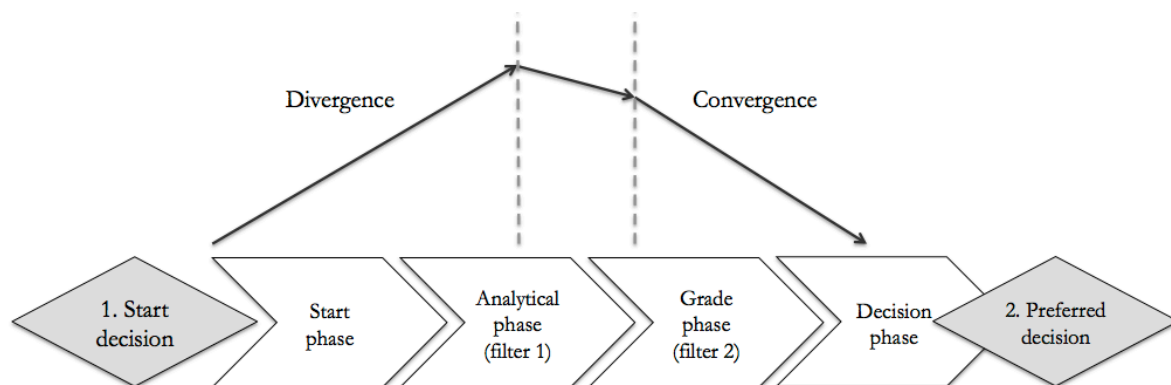 Divergence
Convergence
1. Start
decision
Start
phase
Analytical
phase
(filter 1)
Grade
phase
(filter 2)
Decision
phase
2. Preferred
decision